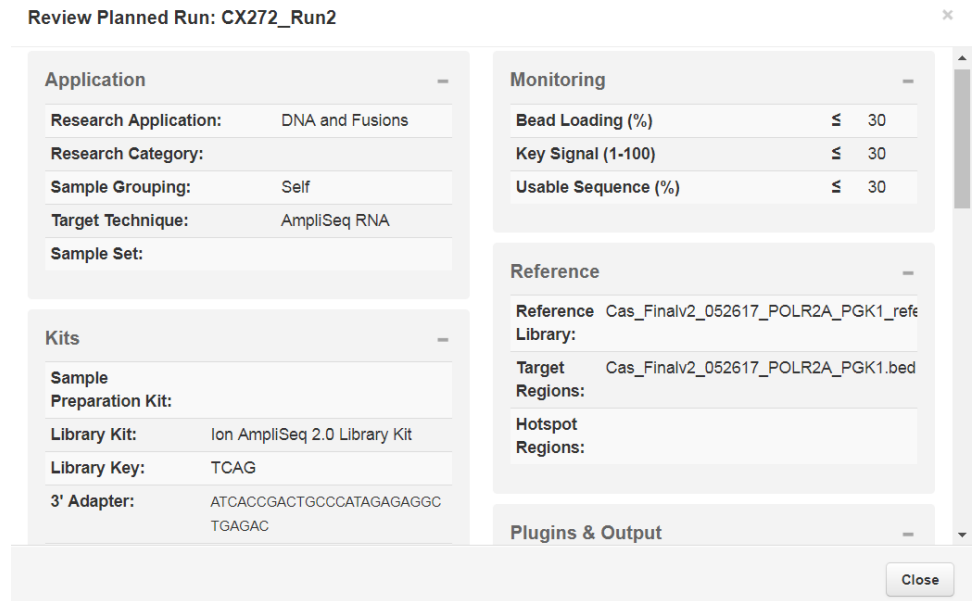 Review Planned Run: CX272_Run2
×
Application
Research Application: DNA and Fusions
Research Category:
Sample Grouping: Self
Target Technique: AmpliSeq RNA
Sample Set:
Kits
Sample
Preparation Kit:
Library Kit: Ion AmpliSeq 2.0 Library Kit
Library Key: TCAG
3' Adapter: ATCACCGACTGCCCATAGAGAGGC
TGAGAC
Monitoring
Bead Loading (%) ≤ 30
Key Signal (1-100) ≤ 30
Usable Sequence (%) ≤ 30
Reference
Reference Cas_Finalv2_052617_POLR2A_PGK1_refe
Library:
Target Cas_Finalv2_052617_POLR2A_PGK1.bed
Regions:
Hotspot
Regions:
Plugins & Output
Close